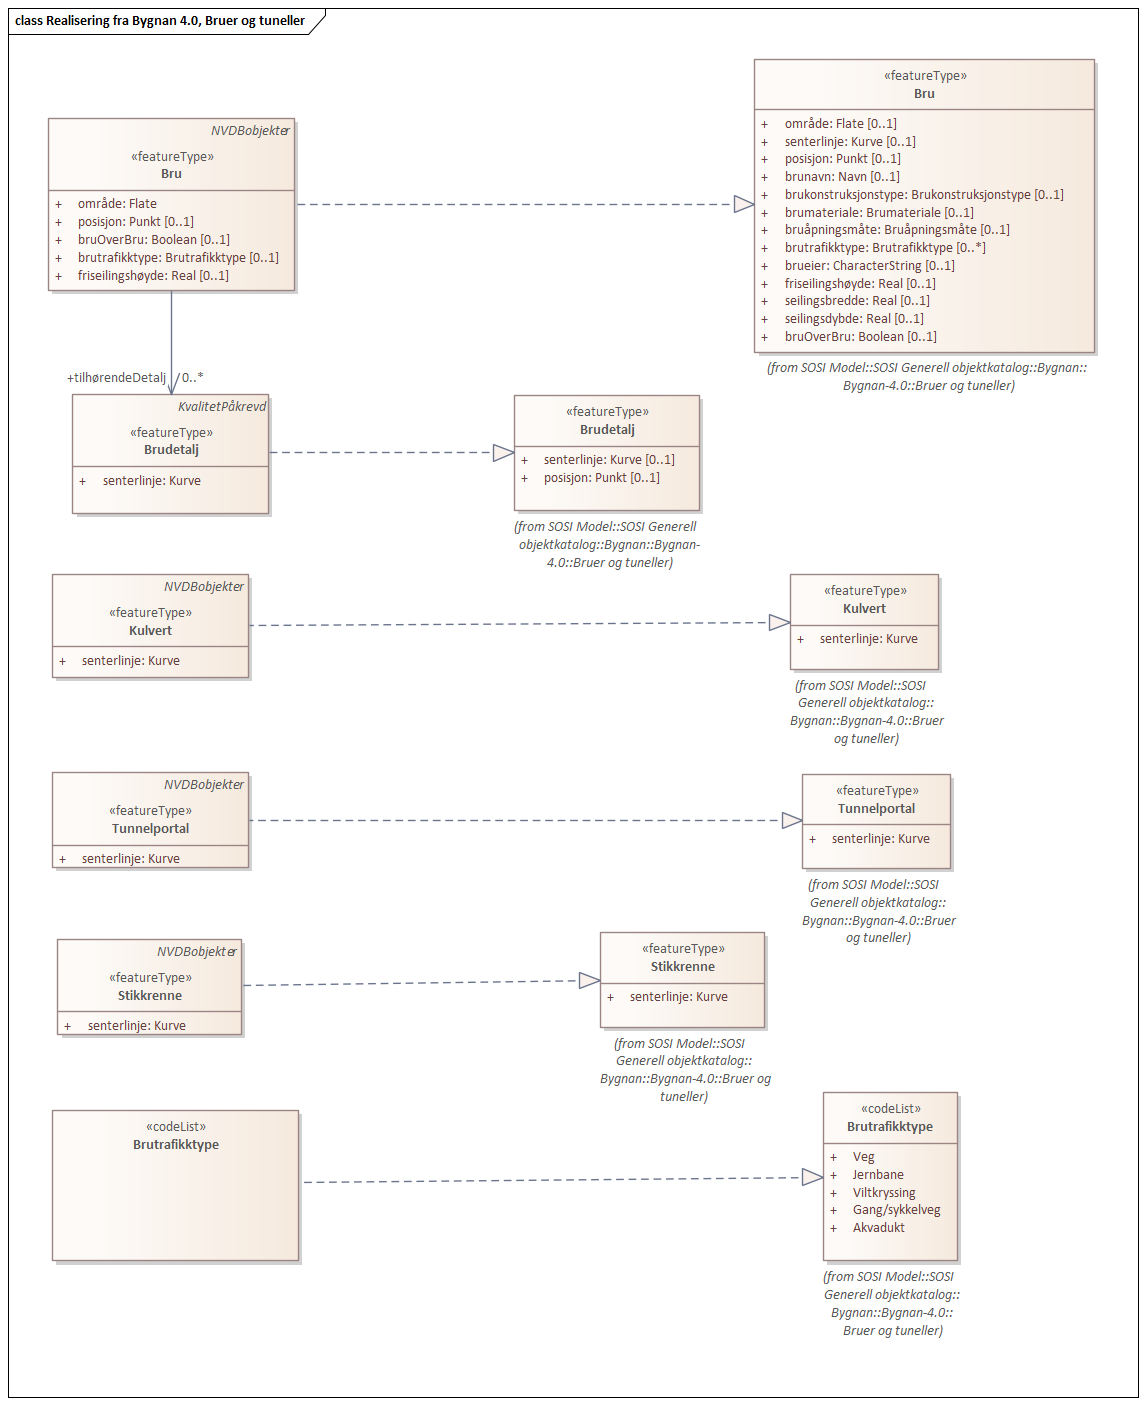 class Realisering fra Bygnan 4.0, Bruer og tuneller
NVDBobjekter
«featureType»
Bru
+ område: Flate
+ posisjon: Punkt [0..1]
+ bruOverBru: Boolean [0..1]
+ brutrafikktype: Brutrafikktype [0..1]
+ friseilingshøyde: Real [0..1]
«featureType»
Bru
+ område: Flate [0..1]
+ senterlinje: Kurve [0..1]
+ posisjon: Punkt [0..1]
+ brunavn: Navn [0..1]
+ brukonstruksjonstype: Brukonstruksjonstype [0..1]
+ brumateriale: Brumateriale [0..1]
+ bruåpningsmåte: Bruåpningsmåte [0..1]
+ brutrafikktype: Brutrafikktype [0..*]
+ brueier: CharacterString [0..1]
+ friseilingshøyde: Real [0..1]
+ seilingsbredde: Real [0..1]
+ seilingsdybde: Real [0..1]
+ bruOverBru: Boolean [0..1]
(from SOSI Model::SOSI Generell objektkatalog::Bygnan::
Bygnan-4.0::Bruer og tuneller)
+tilhørendeDetalj 0..*
KvalitetPåkrevd
«featureType»
Brudetalj
+ senterlinje: Kurve
«featureType»
Brudetalj
+ senterlinje: Kurve [0..1]
+ posisjon: Punkt [0..1]
(from SOSI Model::SOSI Generell
objektkatalog::Bygnan::Bygnan-
4.0::Bruer og tuneller)
NVDBobjekter
«featureType»
Kulvert
+ senterlinje: Kurve
«featureType»
Kulvert
+ senterlinje: Kurve
(from SOSI Model::SOSI
Generell objektkatalog::
Bygnan::Bygnan-4.0::Bruer
og tuneller)
NVDBobjekter
«featureType»
Tunnelportal
+ senterlinje: Kurve
«featureType»
Tunnelportal
+ senterlinje: Kurve
(from SOSI Model::SOSI
Generell objektkatalog::
Bygnan::Bygnan-4.0::Bruer
og tuneller)
NVDBobjekter
«featureType»
Stikkrenne
+ senterlinje: Kurve
«featureType»
Stikkrenne
+ senterlinje: Kurve
(from SOSI Model::SOSI
Generell objektkatalog::
Bygnan::Bygnan-4.0::Bruer og
tuneller)
«codeList»
Brutrafikktype
«codeList»
Brutrafikktype
+ Veg
+ Jernbane
+ Viltkryssing
+ Gang/sykkelveg
+ Akvadukt
(from SOSI Model::SOSI
Generell objektkatalog::
Bygnan::Bygnan-4.0::
Bruer og tuneller)